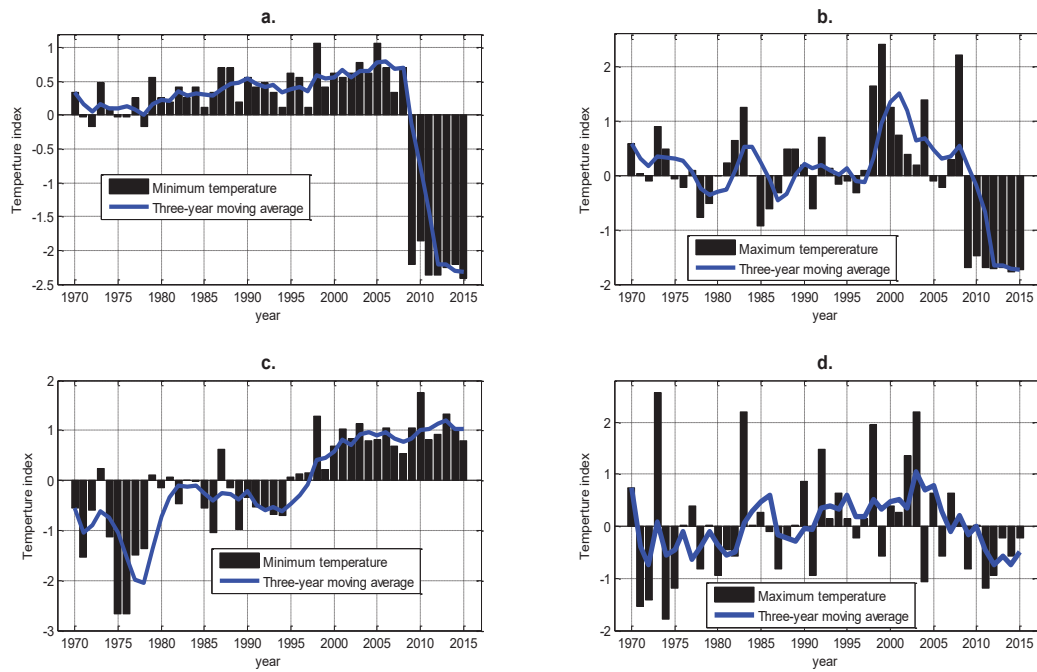 a.
Temperture index
1
0.5
0
-0.5
-1
-1.5
-2
-2.5
Minimum temperature
Three-year moving average
1970 1975 1980 1985 1990 1995 2000 2005 2010 2015
year
b.
Temperture index
2
1
0
-1
-2
Maximum tempererature
Three-year moving average
1970 1975 1980 1985 1990 1995 2000 2005 2010 2015
year
c.
Temperture index
2
1
0
-1
-2
-3
Minimum temperature
Three-year moving average
1970 1975 1980 1985 1990 1995 2000 2005 2010 2015
year
d.
Temperture index
2
1
0
-1
-2
Maximum temperature
Three-year moving average
1970 1975 1980 1985 1990 1995 2000 2005 2010 2015
year